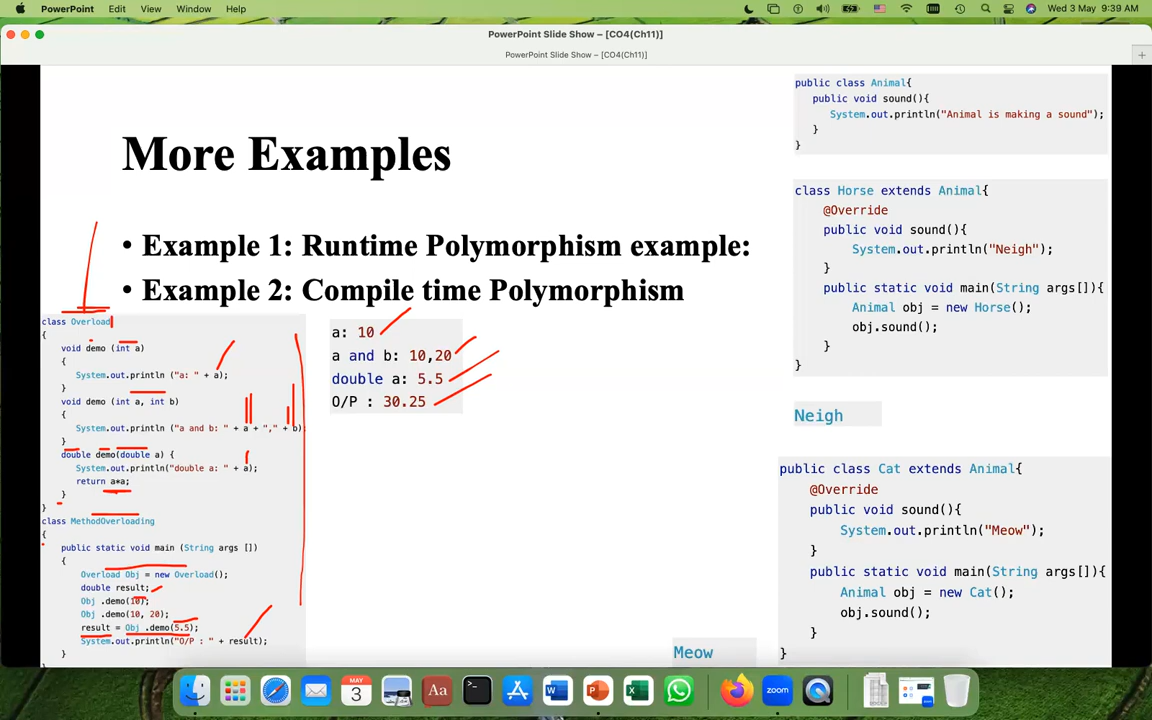 PowerPoint Edit View Window Help
Wed 3 May 9:39 AM
PowerPoint Slide Show – [CO4(Ch11)]
PowerPoint Slide Show – [CO4(Ch11)]
More Examples
• Example 1: Runtime Polymorphism example:
• Example 2: Compile time Polymorphism
class Overload
{
void demo (int a)
{
System.out.println ("a: " + a);
}
void demo (int a, int b)
{
System.out.println ("a and b: " + a + "," + b);
}
double demo(double a) {
System.out.println("double a: " + a);
return a*a;
}
}
class MethodOverloading
{
public static void main (String args [])
{
Overload Obj = new Overload();
double result;
Obj .demo(10);
Obj .demo(10, 20);
result = Obj .demo(5.5);
System.out.println("O/P : " + result);
}
a: 10
a and b: 10,20
double a: 5.5
O/P : 30.25
public class Animal{
public void sound(){
System.out.println("Animal is making a sound");
}
}
class Horse extends Animal{
@Override
public void sound(){
System.out.println("Neigh");
}
public static void main(String args[]){
Animal obj = new Horse();
obj.sound();
}
}
Neigh
public class Cat extends Animal{
@Override
public void sound(){
System.out.println("Meow");
}
public static void main(String args[]){
Animal obj = new Cat();
obj.sound();
}
}
Meow
MAY
3
Aa
W
P
X
zoom